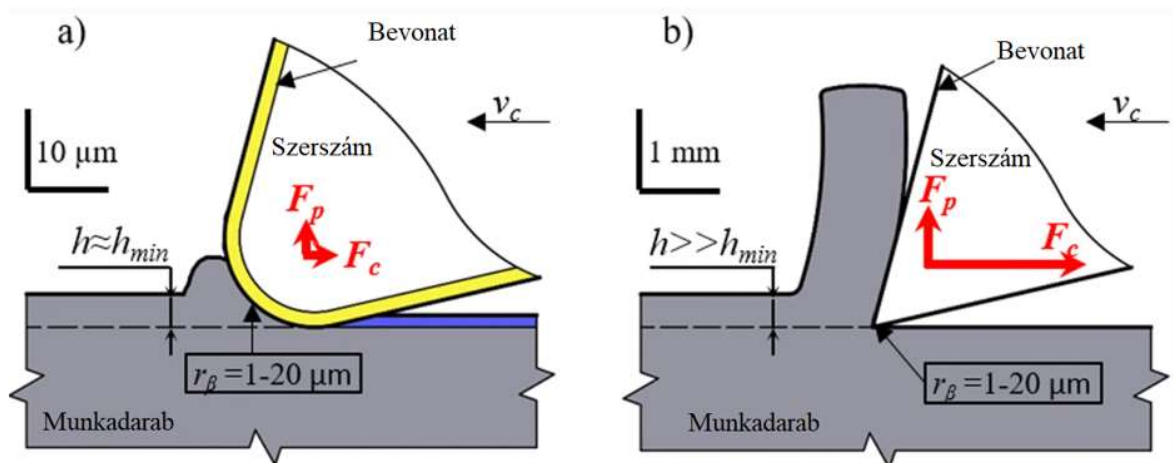 a)
Bevonat
v_c
10 μm
Szerszám
F_p
F_c
h≈h_min
r_β =1-20 μm
Munkadarab
b)
Bevonat
v_c
1 mm
Szerszám
F_p
F_c
h>>h_min
r_β =1-20 μm
Munkadarab